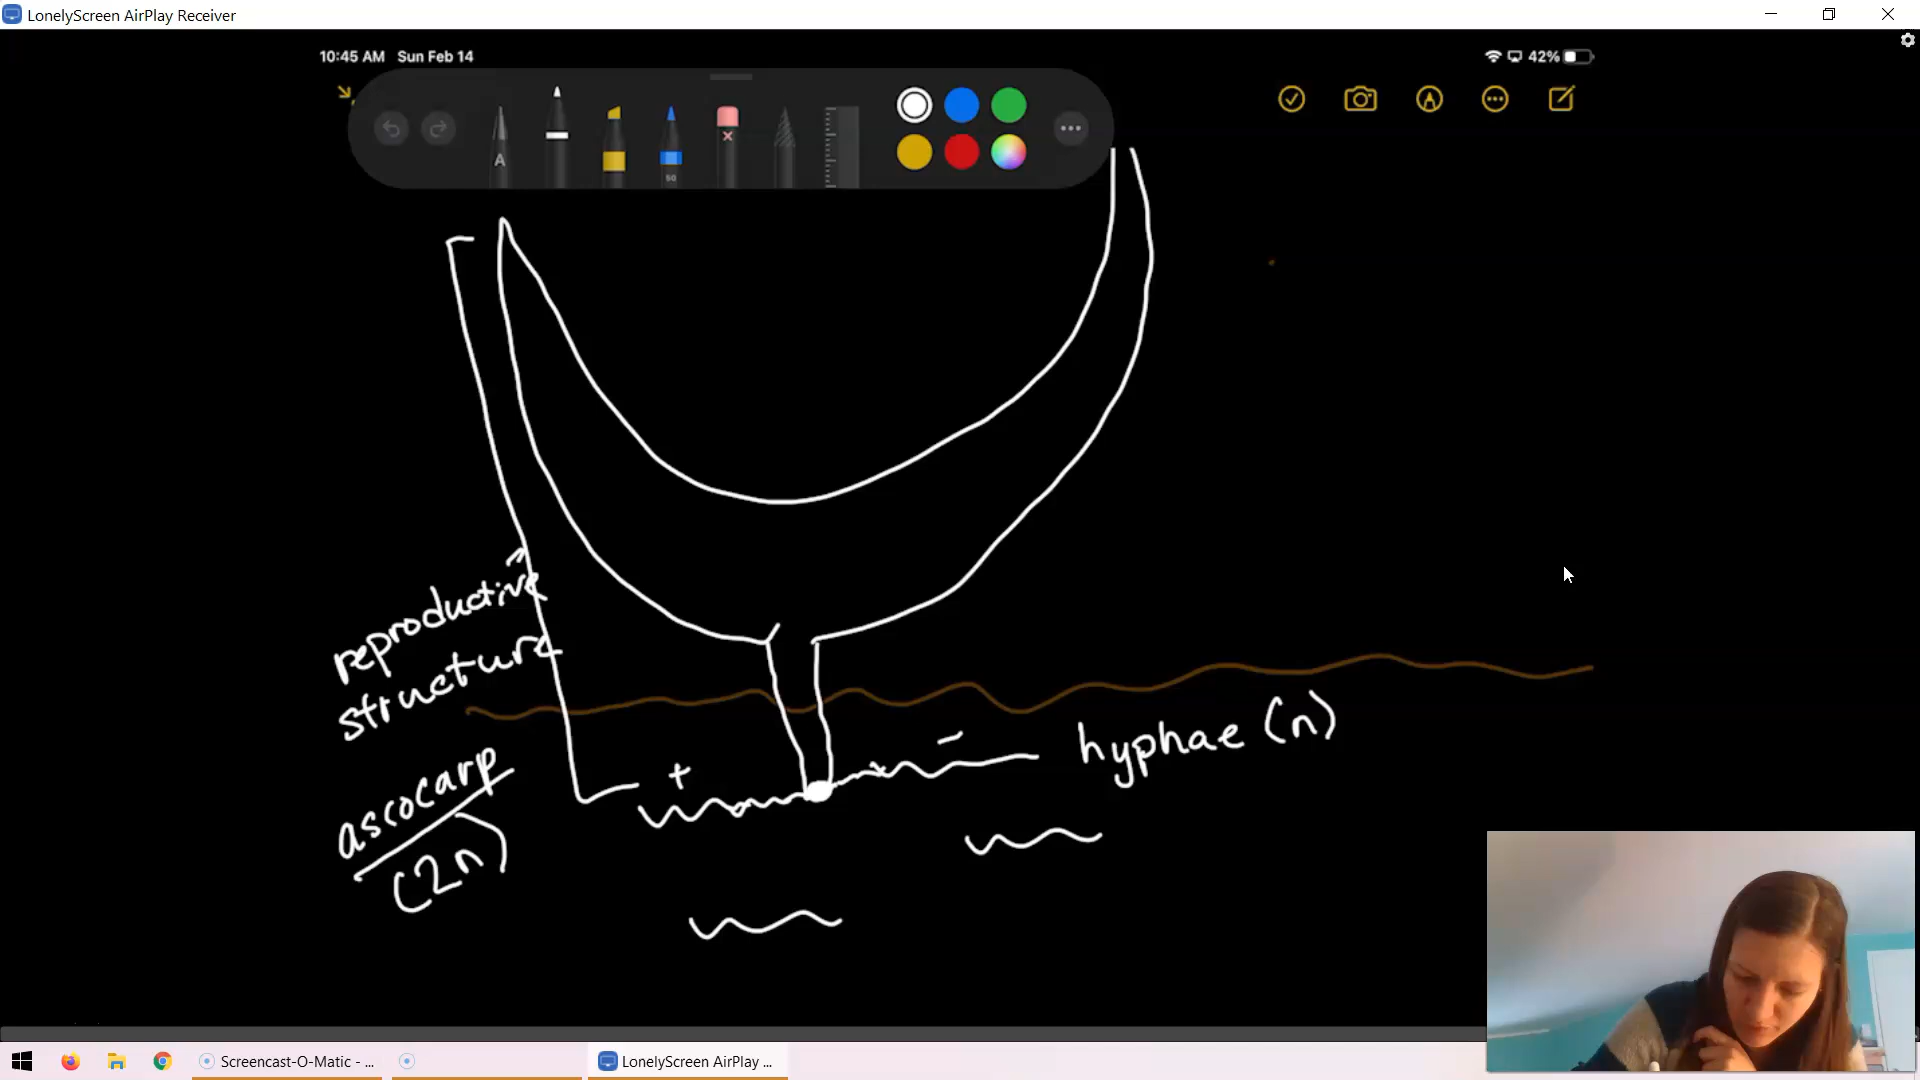 LonelyScreen AirPlay Receiver
10:45 AM Sun Feb 14
42%
A
50
reproductive
structure
ascocarp
(2n)
+
-
hyphae (n)
Screencast-O-Matic - ...
LonelyScreen AirPlay ...